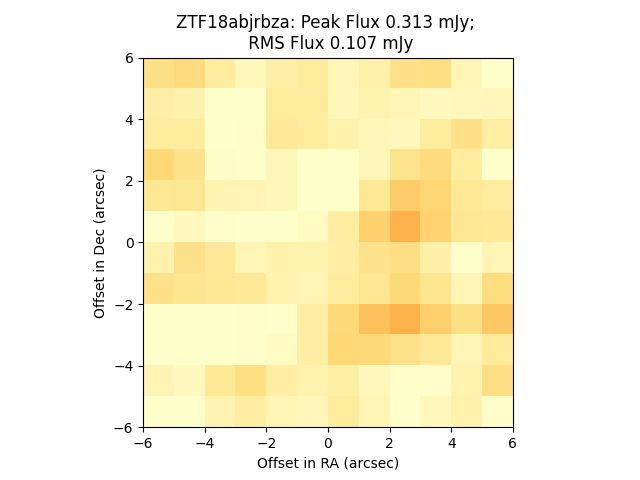 ZTF18abjrbza: Peak Flux 0.313 mJy;
RMS Flux 0.107 mJy
6
4
2
0
−2
−4
−6
Offset in Dec (arcsec)
−6 −4 −2 0 2 4 6
Offset in RA (arcsec)